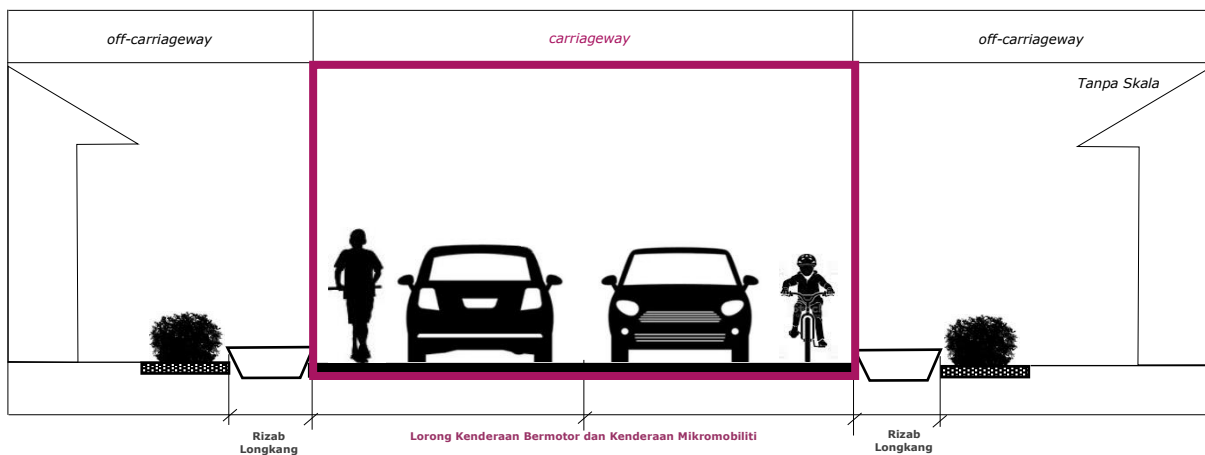 off-carriageway
carriageway
off-carriageway
Tanpa Skala
Rizab
Longkang
Lorong Kenderaan Bermotor dan Kenderaan Mikromobiliti
Rizab
Longkang